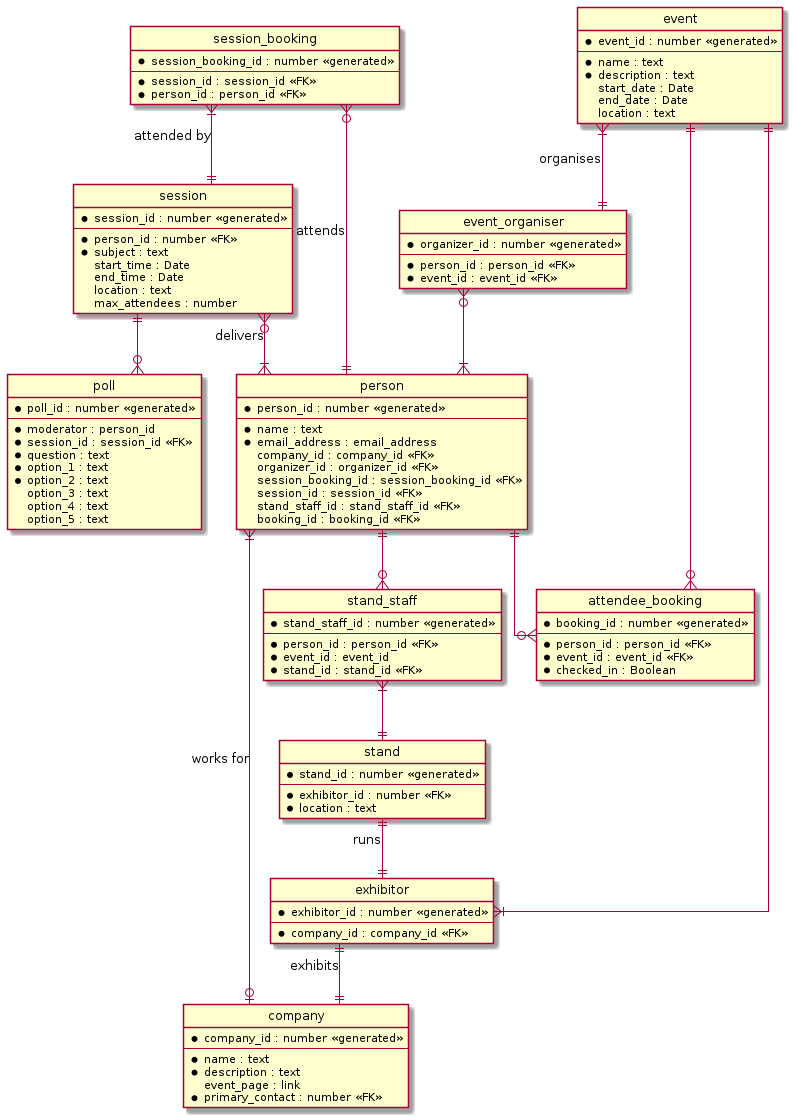 event
event_id : number «generated»
name : text
description : text
start_date : Date
end_date : Date
location : text
session_booking
session_booking_id : number «generated»
session_id : session_id «FK»
person_id : person_id «FK»
attended by
organises
session
session_id : number «generated»
person_id : number «FK»
subject : text
start_time : Date
end_time : Date
location : text
max_attendees : number
attends
event_organiser
organizer_id : number «generated»
person_id : person_id «FK»
event_id : event_id «FK»
delivers
poll
poll_id : number «generated»
moderator : person_id
session_id : session_id «FK»
question : text
option_1 : text
option_2 : text
option_3 : text
option_4 : text
option_5 : text
person
person_id : number «generated»
name : text
email_address : email_address
company_id : company_id «FK»
organizer_id : organizer_id «FK»
session_booking_id : session_booking_id «FK»
session_id : session_id «FK»
stand_staff_id : stand_staff_id «FK»
booking_id : booking_id «FK»
stand_staff
stand_staff_id : number «generated»
person_id : person_id «FK»
event_id : event_id
stand_id : stand_id «FK»
attendee_booking
booking_id : number «generated»
person_id : person_id «FK»
event_id : event_id «FK»
checked_in : Boolean
works for
stand
stand_id : number «generated»
exhibitor_id : number «FK»
location : text
runs
exhibitor
exhibitor_id : number «generated»
company_id : company_id «FK»
exhibits
company
company_id : number «generated»
name : text
description : text
event_page : link
primary_contact : number «FK»